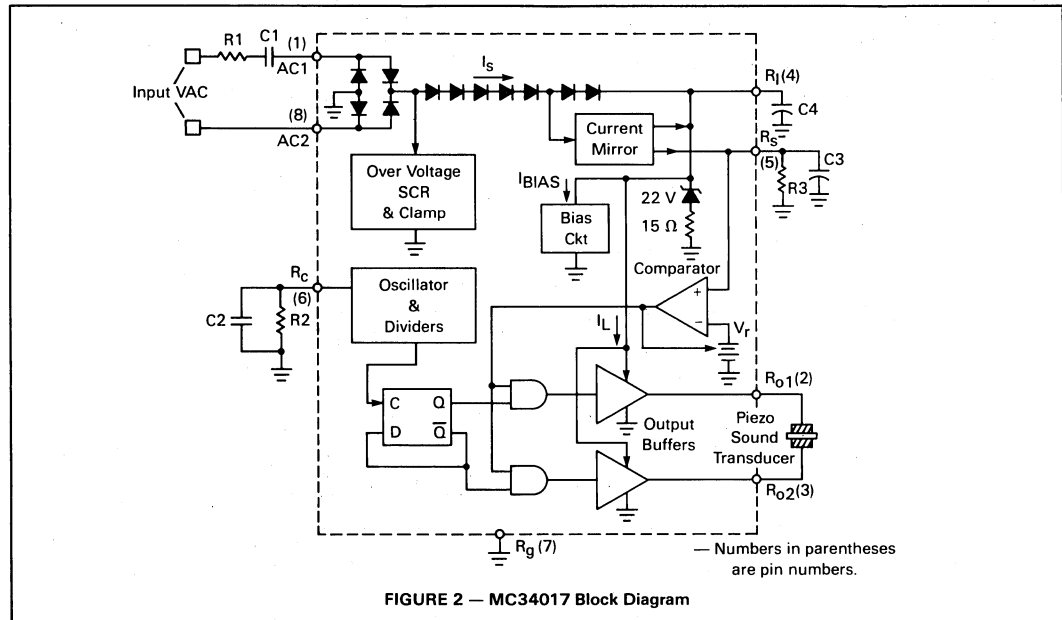 R1
C1
(1)
AC1
Input VAC
(8)
AC2
IS
RI(4)
C4
Current
Mirror
RS
(5)
R3
C3
Over Voltage
SCR
& Clamp
IBIAS
Bias
Ckt
22 V
15 Ω
Comparator
+
−
Vr
RC
(6)
C2
R2
Oscillator
&
Dividers
IL
C Q
D Q̅
Output
Buffers
Ro1(2)
Piezo
Sound
Transducer
Ro2(3)
Rg (7)
— Numbers in parentheses
are pin numbers.
FIGURE 2 — MC34017 Block Diagram